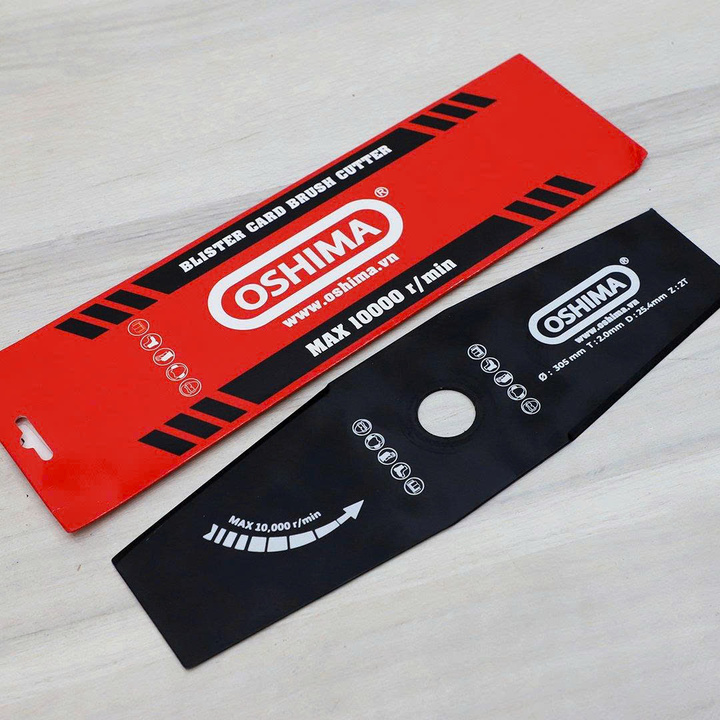 BLISTER CARD BRUSH CUTTER
OSHIMA®
www.oshima.vn
MAX 10000 r/min
OSHIMA®
www.oshima.vn
Ø : 305 mm T : 2.0mm D : 25.4mm Z : 2T
MAX 10,000 r/min